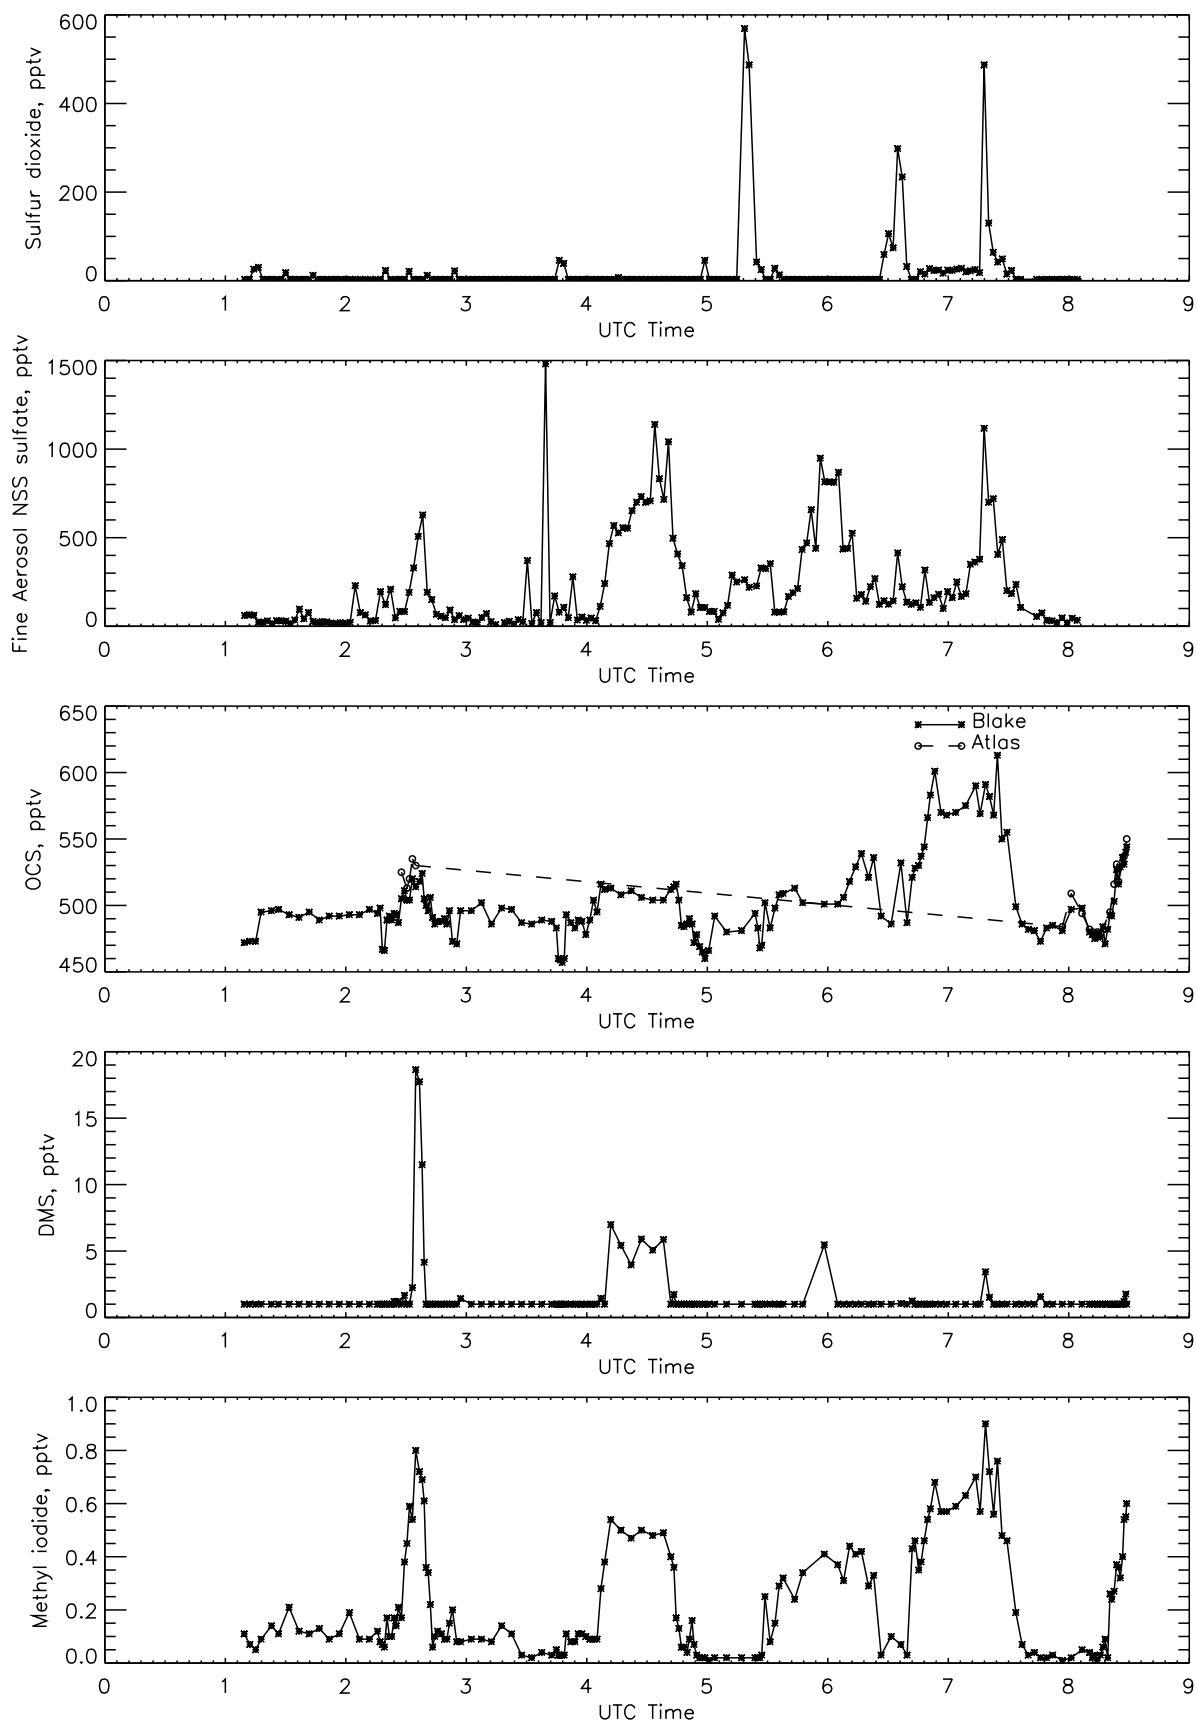 Sulfur dioxide, pptv
600
400
200
0
0 1 2 3 4 5 6 7 8 9
UTC Time
Fine Aerosol NSS sulfate, pptv
1500
1000
500
0
0 1 2 3 4 5 6 7 8 9
UTC Time
OCS, pptv
650
600
550
500
450
Blake
Atlas
0 1 2 3 4 5 6 7 8 9
UTC Time
DMS, pptv
20
15
10
5
0
0 1 2 3 4 5 6 7 8 9
UTC Time
Methyl iodide, pptv
1.0
0.8
0.6
0.4
0.2
0.0
0 1 2 3 4 5 6 7 8 9
UTC Time